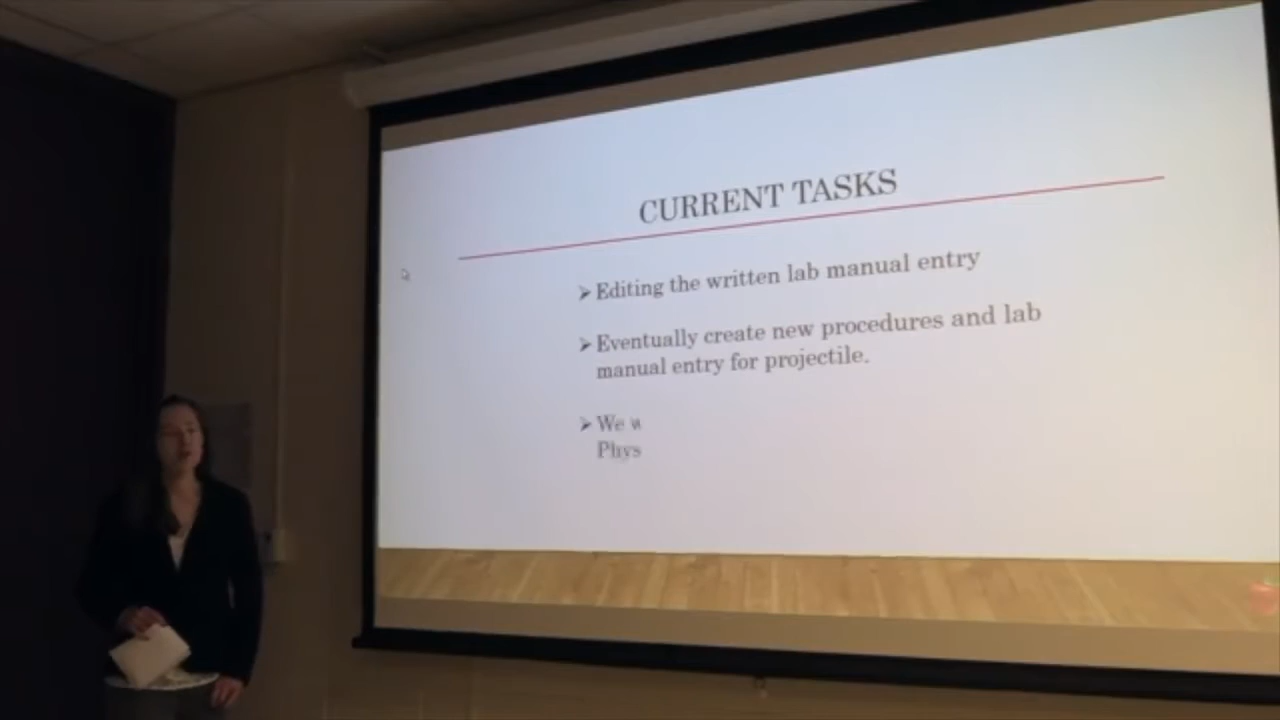 CURRENT TASKS
➢ Editing the written lab manual entry
➢ Eventually create new procedures and lab
manual entry for projectile.
➢ We w
Phys